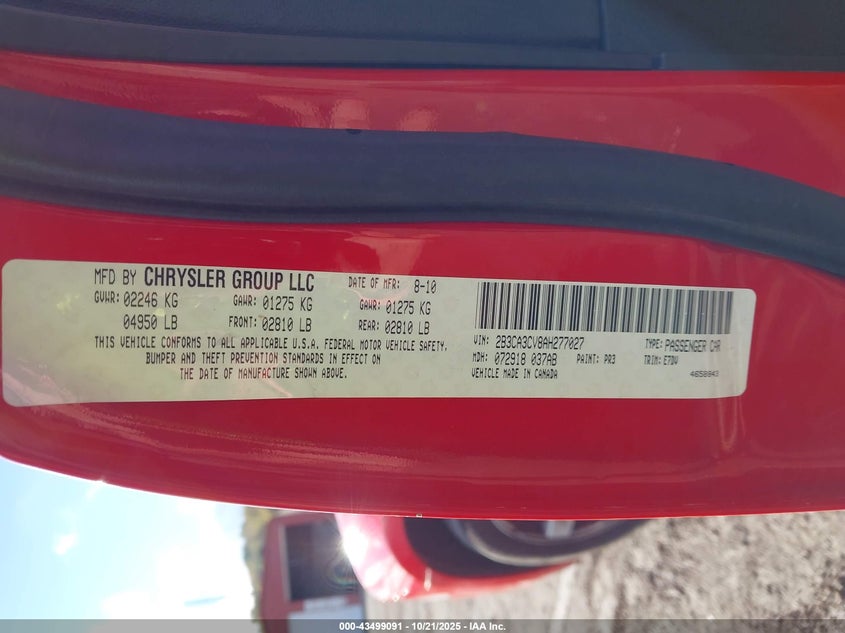 MFD BY CHRYSLER GROUP LLC DATE OF MFR: 8-10
GVWR: 02246 KG GAWR: 01275 KG GAWR: 01275 KG
04950 LB FRONT: 02810 LB REAR: 02810 LB
THIS VEHICLE CONFORMS TO ALL APPLICABLE U.S.A. FEDERAL MOTOR VEHICLE SAFETY,
BUMPER AND THEFT PREVENTION STANDARDS IN EFFECT ON
THE DATE OF MANUFACTURE SHOWN ABOVE.
VIN: 2B3CA3CV8AH277027 TYPE: PASSENGER CAR
MDH: 072918 037AB PAINT: PR3 TRIM: E7DV
VEHICLE MADE IN CANADA 4658843
000-43499091 - 10/21/2025 - IAA Inc.